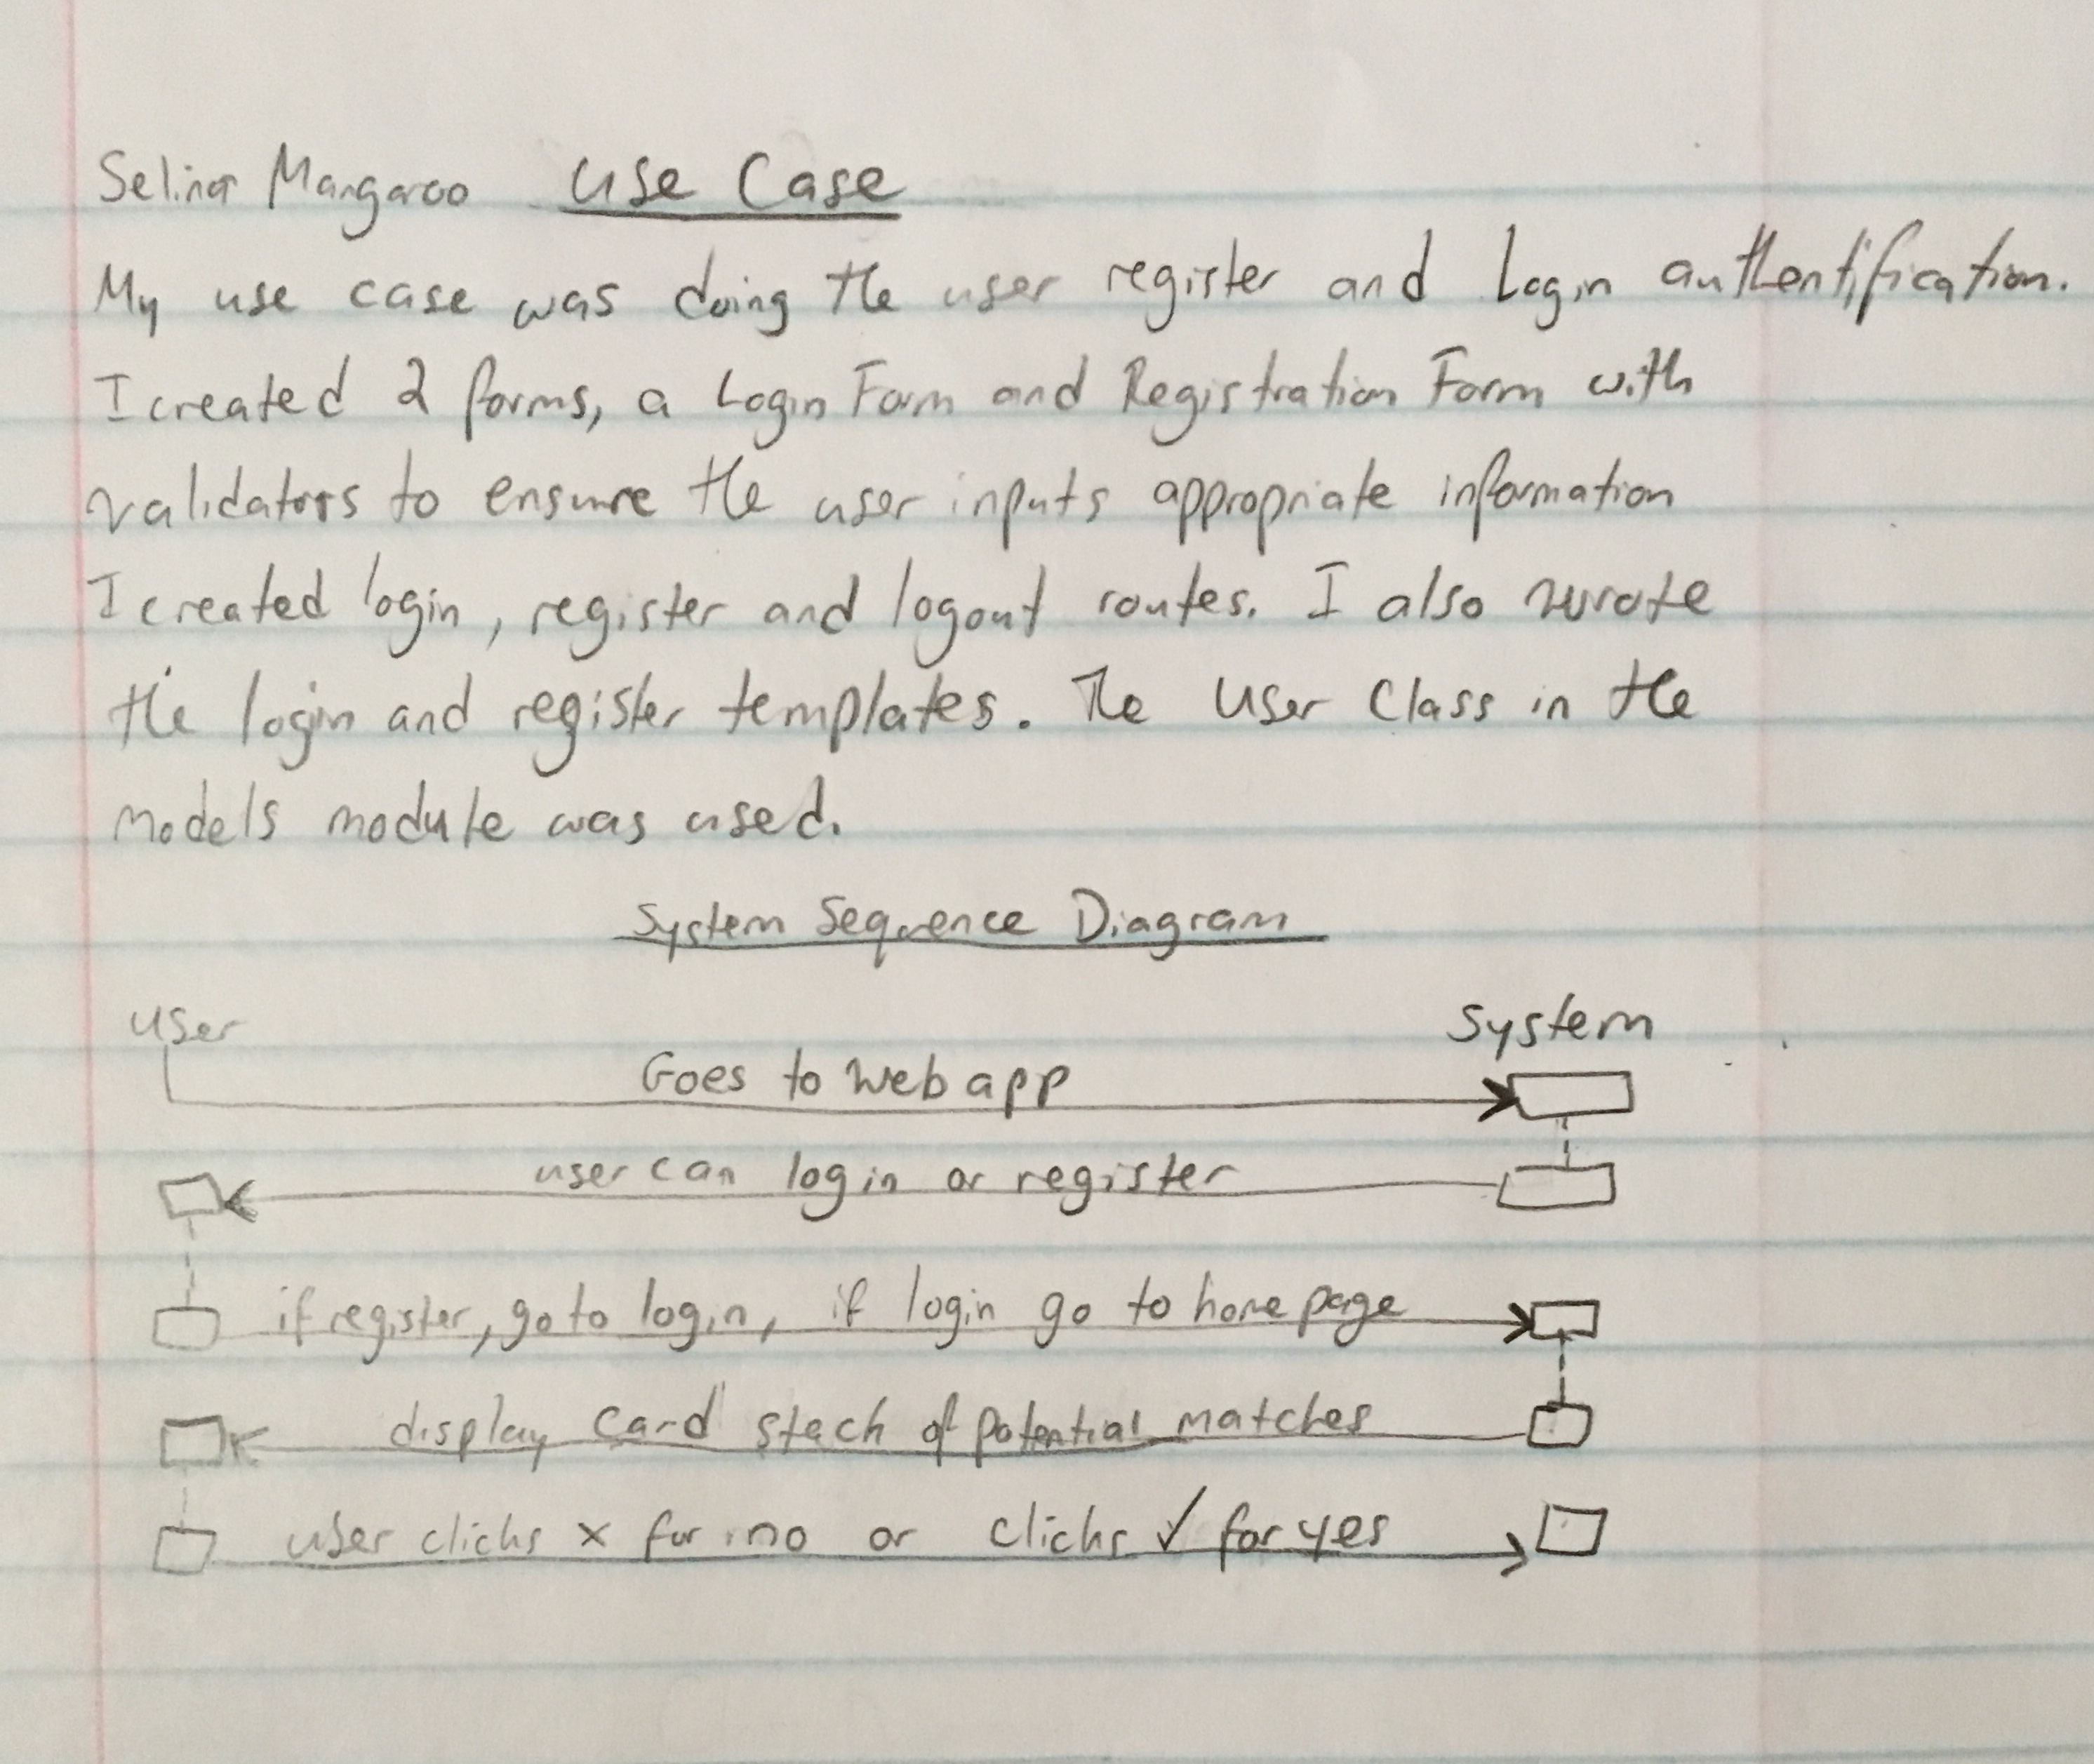 Selina Mangaroo Use Case
My use case was doing the user register and Login authentification.
I created 2 forms, a Login Form and Registration Form with
validators to ensure the user inputs appropriate information
I created login, register and logout routes. I also wrote
the login and register templates. The User Class in the
models module was used.
System Sequence Diagram
User System
Goes to web app
user can login or register
if register, go to login, if login go to home page
display card stack of potential matches
user clicks x for no or clicks ✓ for yes